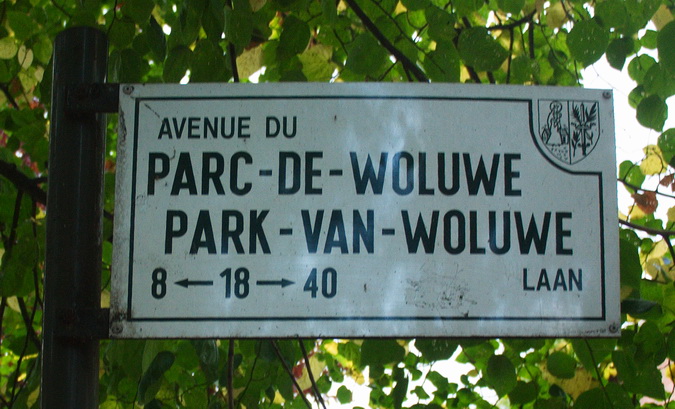 AVENUE DU
PARC-DE-WOLUWE
PARK-VAN-WOLUWE
8 ← 18 → 40 LAAN